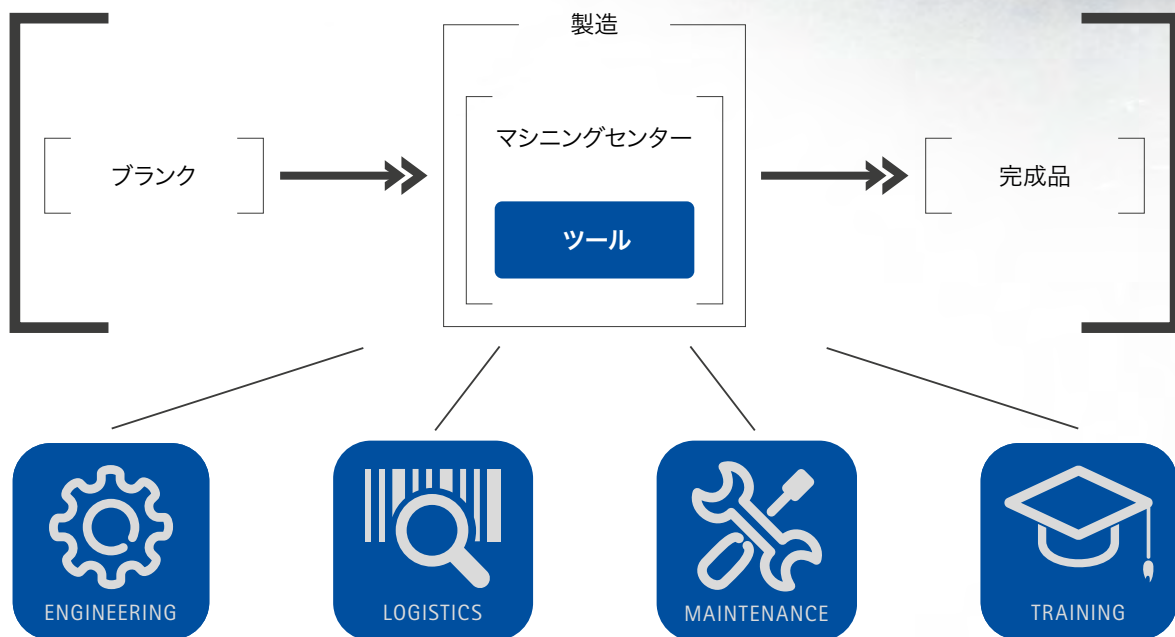 製造
マシニングセンター
ブランク
ツール
完成品
ENGINEERING
LOGISTICS
MAINTENANCE
TRAINING